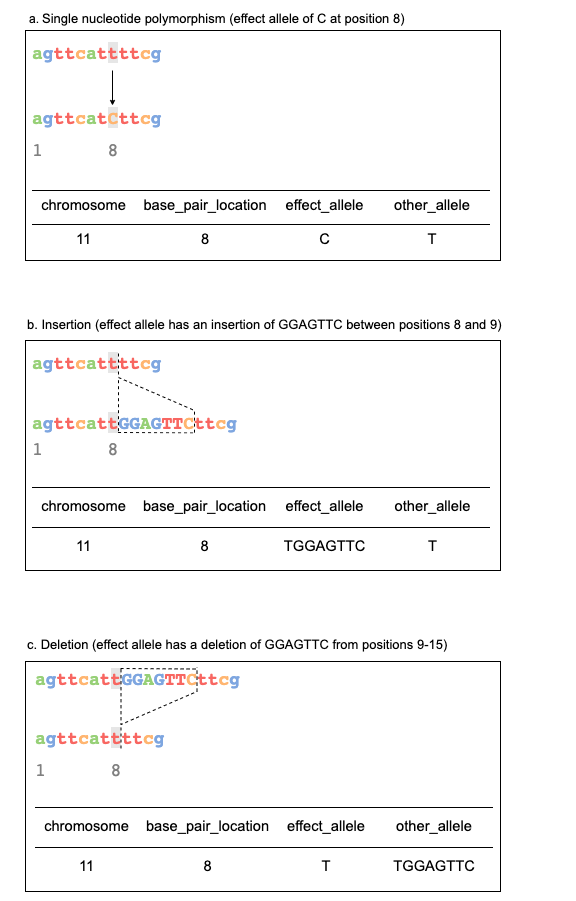 a. Single nucleotide polymorphism (effect allele of C at position 8)
agttcattttcg
agttcatCttcg
1 8
chromosome base_pair_location effect_allele other_allele
11 8 C T
b. Insertion (effect allele has an insertion of GGAGTTC between positions 8 and 9)
agttcattttcg
agttcattGGAGTTCttcg
1 8
chromosome base_pair_location effect_allele other_allele
11 8 TGGAGTTC T
c. Deletion (effect allele has a deletion of GGAGTTC from positions 9-15)
agttcattGGAGTTCttcg
agttcattttcg
1 8
chromosome base_pair_location effect_allele other_allele
11 8 T TGGAGTTC